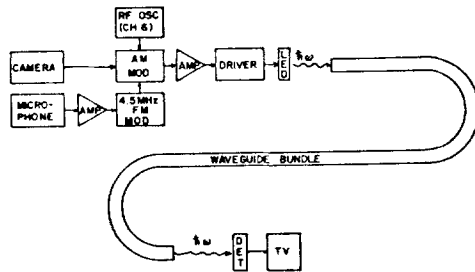 RF OSC
(CH 6)
CAMERA
AM
MOD
AMP
DRIVER
LED
ħω
MICRO-
PHONE
AMP
4.5MHz
FM
MOD
WAVEGUIDE BUNDLE
ħω
DET
TV